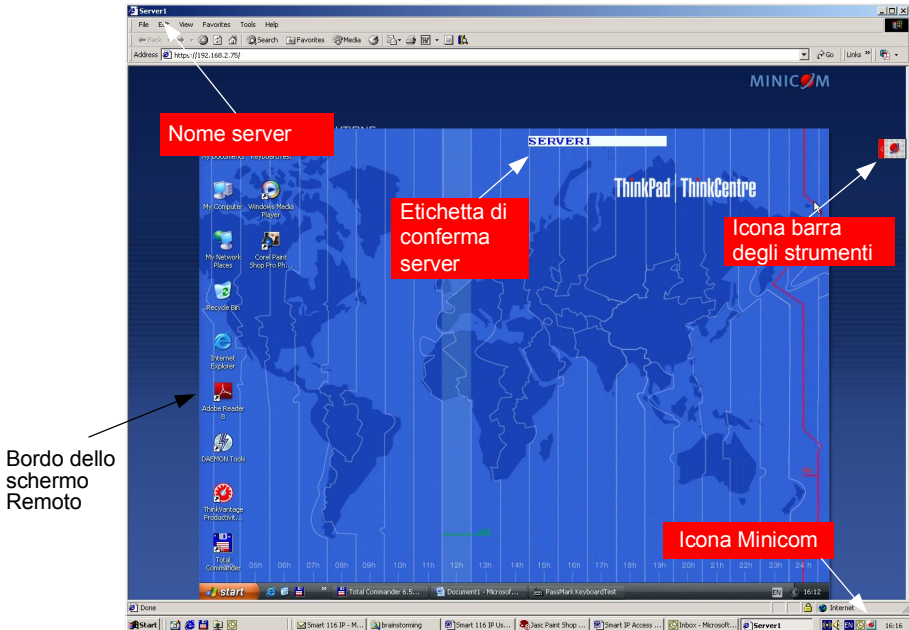 Server1
File Edit View Favorites Tools Help
Back Search Favorites Media
Address https://192.168.2.75/ Go Links
MINICOM
Nome server
SERVER1
My Documents KeyboardTest
ThinkPad ThinkCentre
My Computer Windows Media Player
Etichetta di conferma server
Icona barra degli strumenti
My Network Places Corel Paint Shop Pro Ph...
Recycle Bin
Internet Explorer
Adobe Reader 8
Bordo dello schermo Remoto
DAEMON Tools
ThinkVantage Productivit...
Icona Minicom
Total Commander
05h 06h 07h 08h 09h 10h 11h 12h 13h 14h 15h 16h 17h 18h 19h 20h 21h 22h 23h 24h
start Total Commander 6.5... Document1 - Microsof... PassMark KeyboardTest EN 16:12
Done Internet
Start Smart 116 IP - M... brainstorming Smart 116 IP Us... Jasc Paint Shop ... Smart IP Access ... Inbox - Microsoft... Server1 EN 16:16